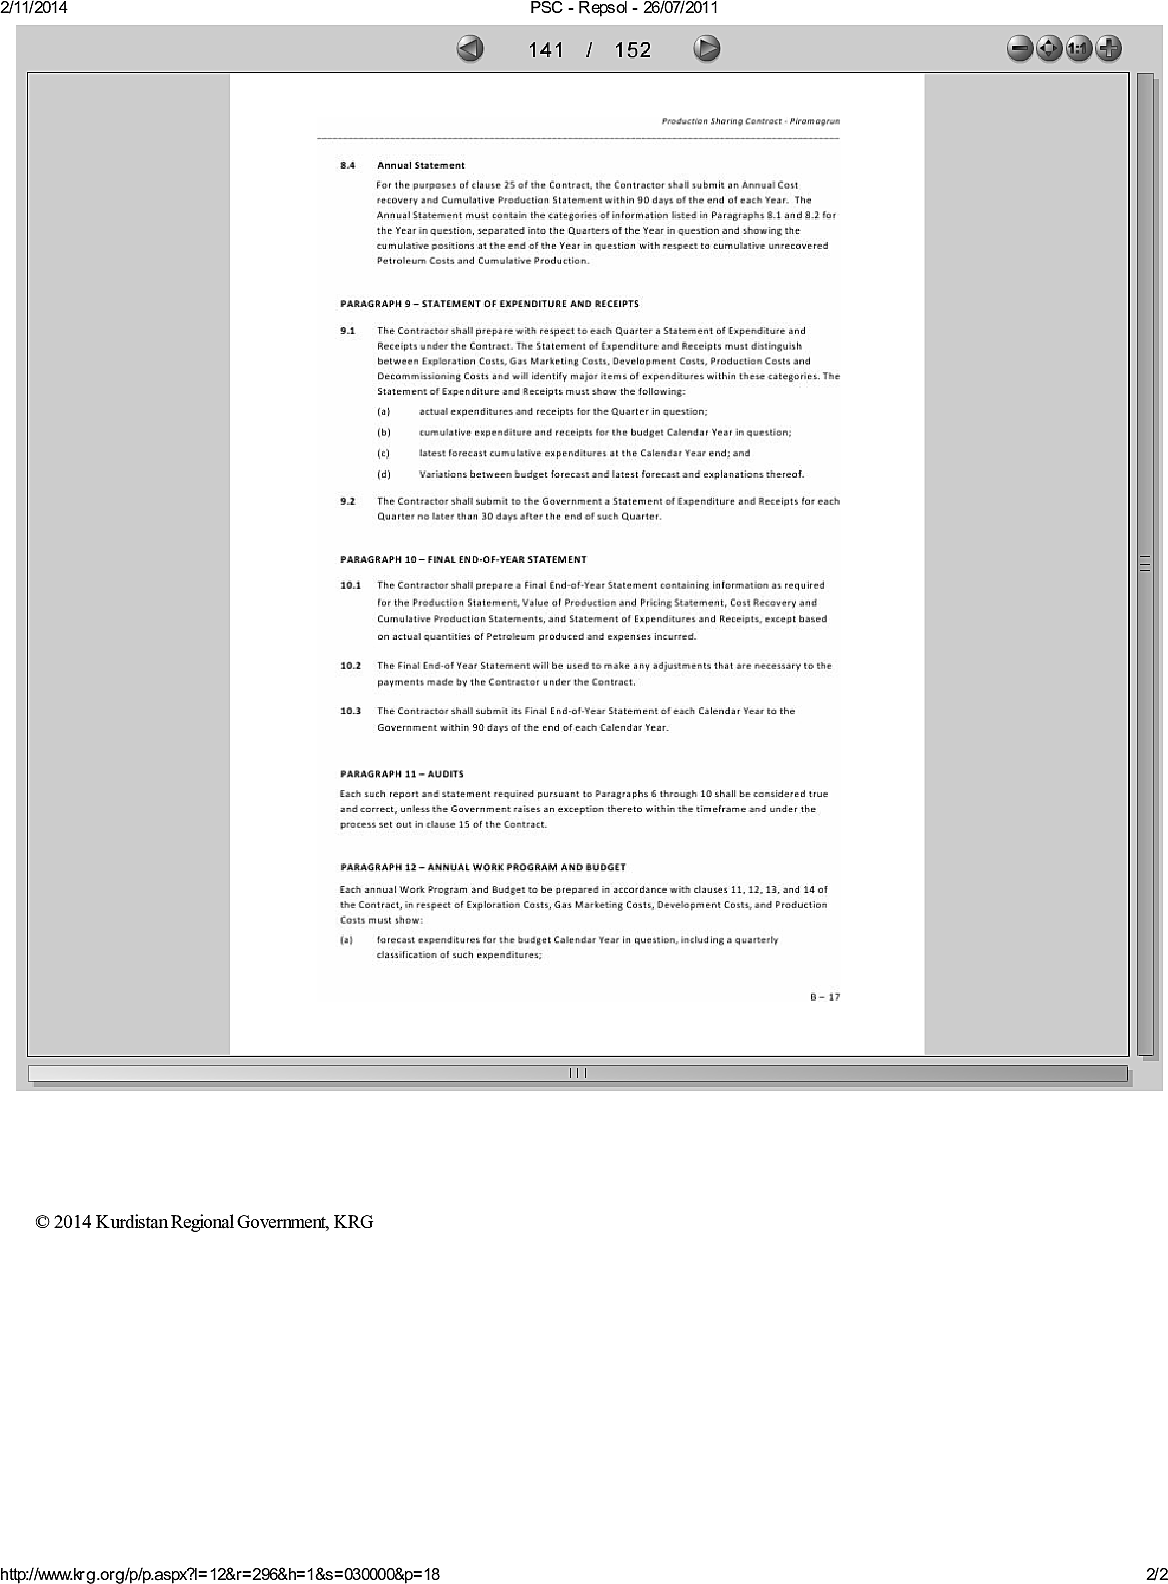 2/11/2014 PSC - Repsol - 26/07/2011
141 / 152
1:1
Production Sharing Contract - Piramagrun
8.4 Annual Statement
For the purposes of clause 25 of the Contract, the Contractor shall submit an Annual Cost
recovery and Cumulative Production Statement within 90 days of the end of each Year. The
Annual Statement must contain the categories of information listed in Paragraphs 8.1 and 8.2 for
the Year in question, separated into the Quarters of the Year in question and showing the
cumulative positions at the end of the Year in question with respect to cumulative unrecovered
Petroleum Costs and Cumulative Production.
PARAGRAPH 9 – STATEMENT OF EXPENDITURE AND RECEIPTS
9.1 The Contractor shall prepare with respect to each Quarter a Statement of Expenditure and
Receipts under the Contract. The Statement of Expenditure and Receipts must distinguish
between Exploration Costs, Gas Marketing Costs, Development Costs, Production Costs and
Decommissioning Costs and will identify major items of expenditures within these categories. The
Statement of Expenditure and Receipts must show the following:
(a) actual expenditures and receipts for the Quarter in question;
(b) cumulative expenditure and receipts for the budget Calendar Year in question;
(c) latest forecast cumulative expenditures at the Calendar Year end; and
(d) Variations between budget forecast and latest forecast and explanations thereof.
9.2 The Contractor shall submit to the Government a Statement of Expenditure and Receipts for each
Quarter no later than 30 days after the end of such Quarter.
PARAGRAPH 10 – FINAL END-OF-YEAR STATEMENT
10.1 The Contractor shall prepare a Final End-of-Year Statement containing information as required
for the Production Statement, Value of Production and Pricing Statement, Cost Recovery and
Cumulative Production Statements, and Statement of Expenditures and Receipts, except based
on actual quantities of Petroleum produced and expenses incurred.
10.2 The Final End-of Year Statement will be used to make any adjustments that are necessary to the
payments made by the Contractor under the Contract.
10.3 The Contractor shall submit its Final End-of-Year Statement of each Calendar Year to the
Government within 90 days of the end of each Calendar Year.
PARAGRAPH 11 – AUDITS
Each such report and statement required pursuant to Paragraphs 6 through 10 shall be considered true
and correct, unless the Government raises an exception thereto within the timeframe and under the
process set out in clause 15 of the Contract.
PARAGRAPH 12 – ANNUAL WORK PROGRAM AND BUDGET
Each annual Work Program and Budget to be prepared in accordance with clauses 11, 12, 13, and 14 of
the Contract, in respect of Exploration Costs, Gas Marketing Costs, Development Costs, and Production
Costs must show:
(a) forecast expenditures for the budget Calendar Year in question, including a quarterly
classification of such expenditures;
B – 17
© 2014 Kurdistan Regional Government, KRG
http://www.krg.org/p/p.aspx?l=12&r=296&h=1&s=030000&p=18 2/2